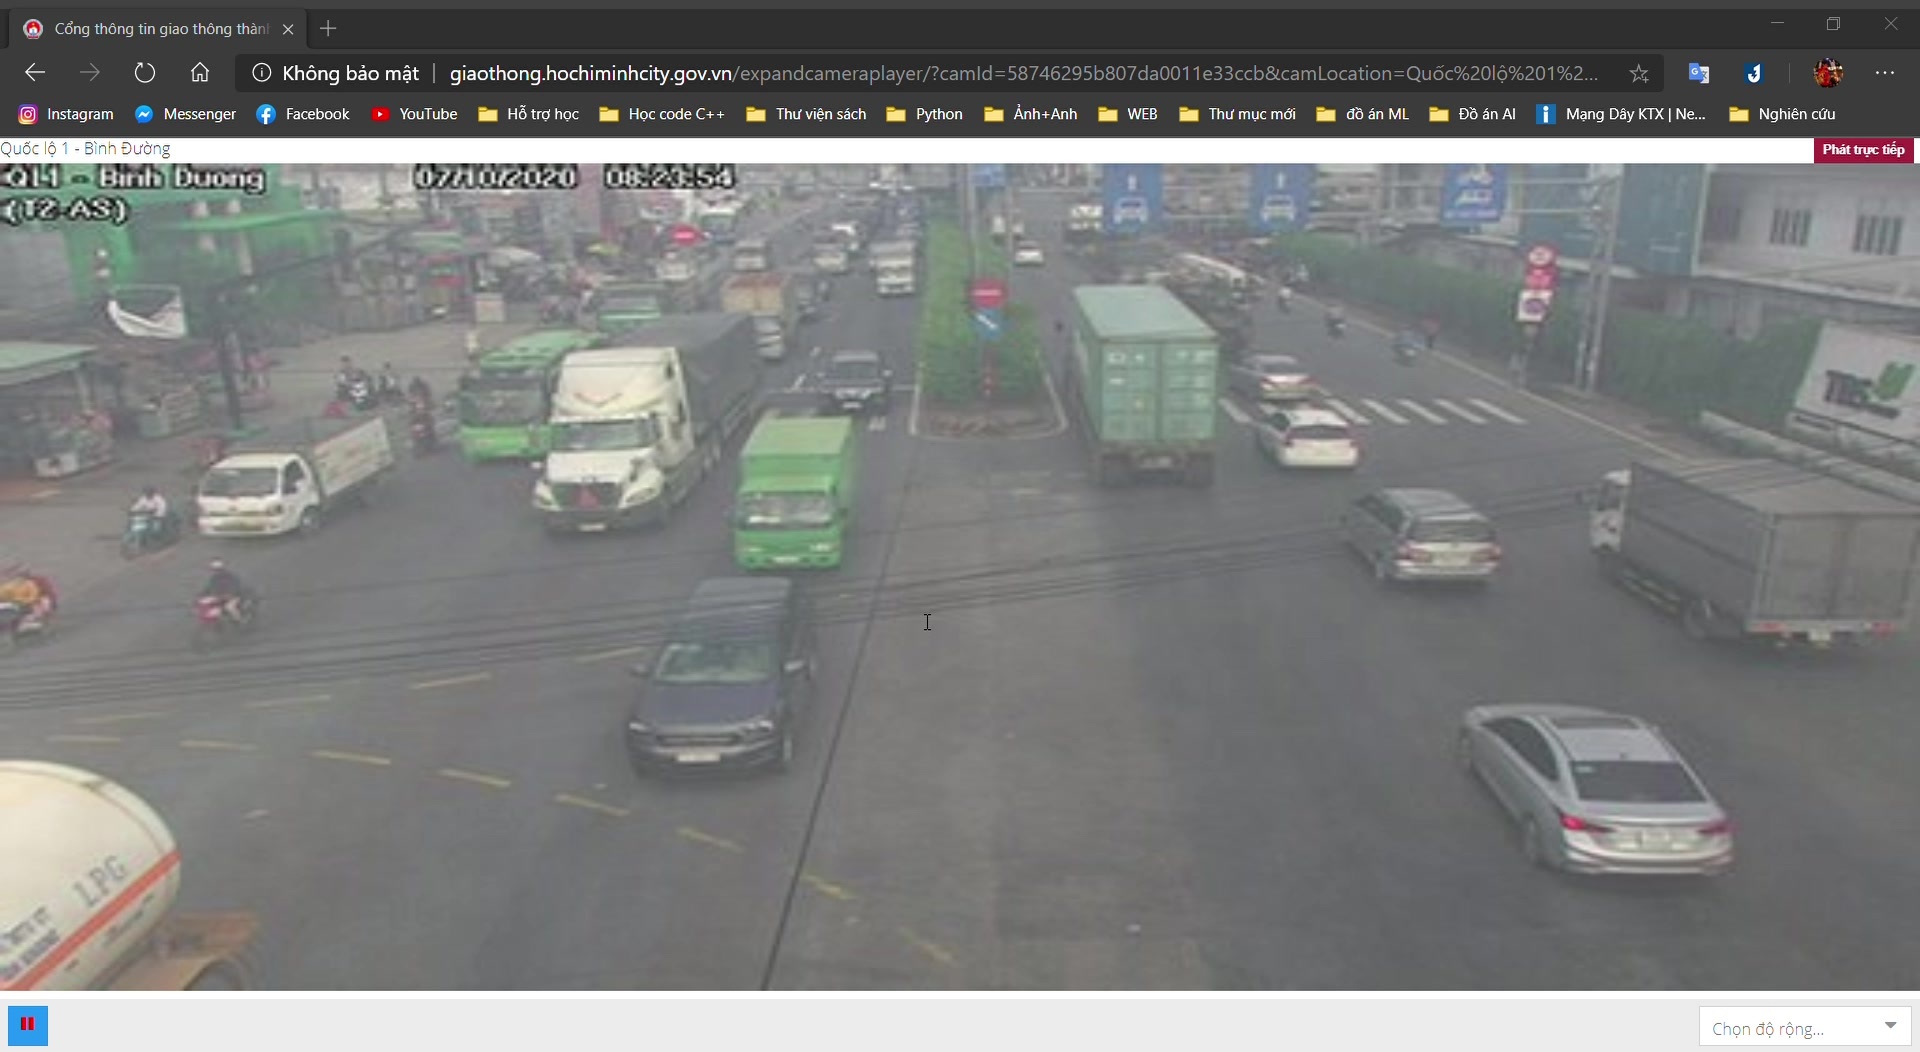 Cổng thông tin giao thông thành
Không bảo mật
giaothong.hochiminhcity.gov.vn/expandcameraplayer/?camId=58746295b807da0011e33ccb&camLocation=Quốc%20lộ%201%2...
Instagram Messenger Facebook YouTube Hỗ trợ học Học code C++ Thư viện sách Python Ảnh+Anh WEB Thư mục mới đồ án ML Đồ án AI Mạng Dây KTX | Ne... Nghiên cứu
Quốc lộ 1 - Bình Đường
Phát trực tiếp
QL1 - Binh Duong 07/10/2020 08:23:54
(T2-AS)
LPG
Chọn độ rộng...